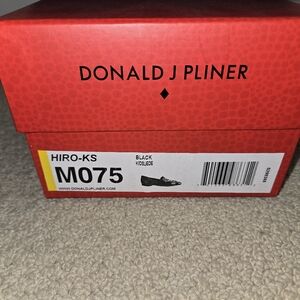 DONALD J PLINER
HIRO-KS
BLACK
KIDSUEDE
M075
WWW.DONALDJPLINER.COM